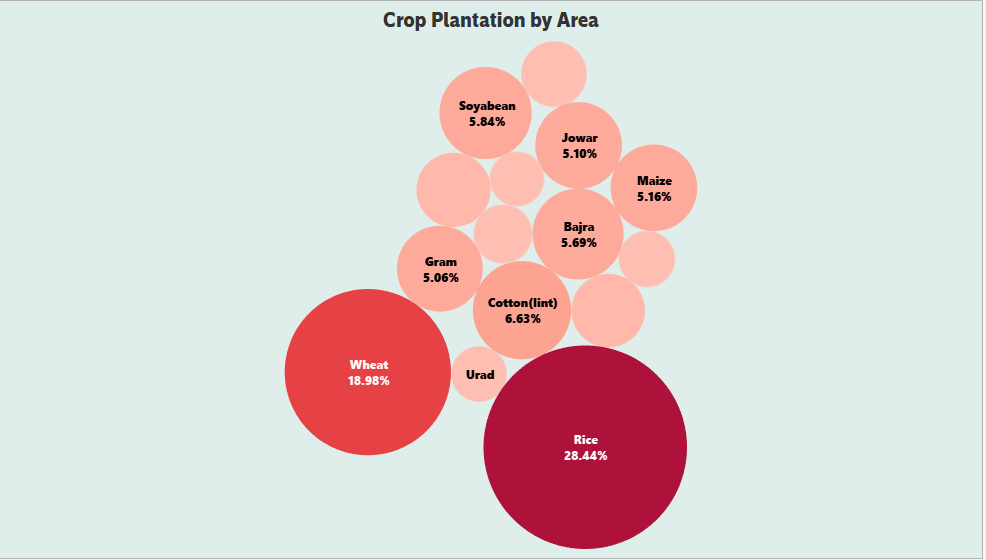 Crop Plantation by Area
Soyabean
5.84%
Jowar
5.10%
Maize
5.16%
Bajra
5.69%
Gram
5.06%
Cotton(lint)
6.63%
Wheat
18.98%
Urad
Rice
28.44%